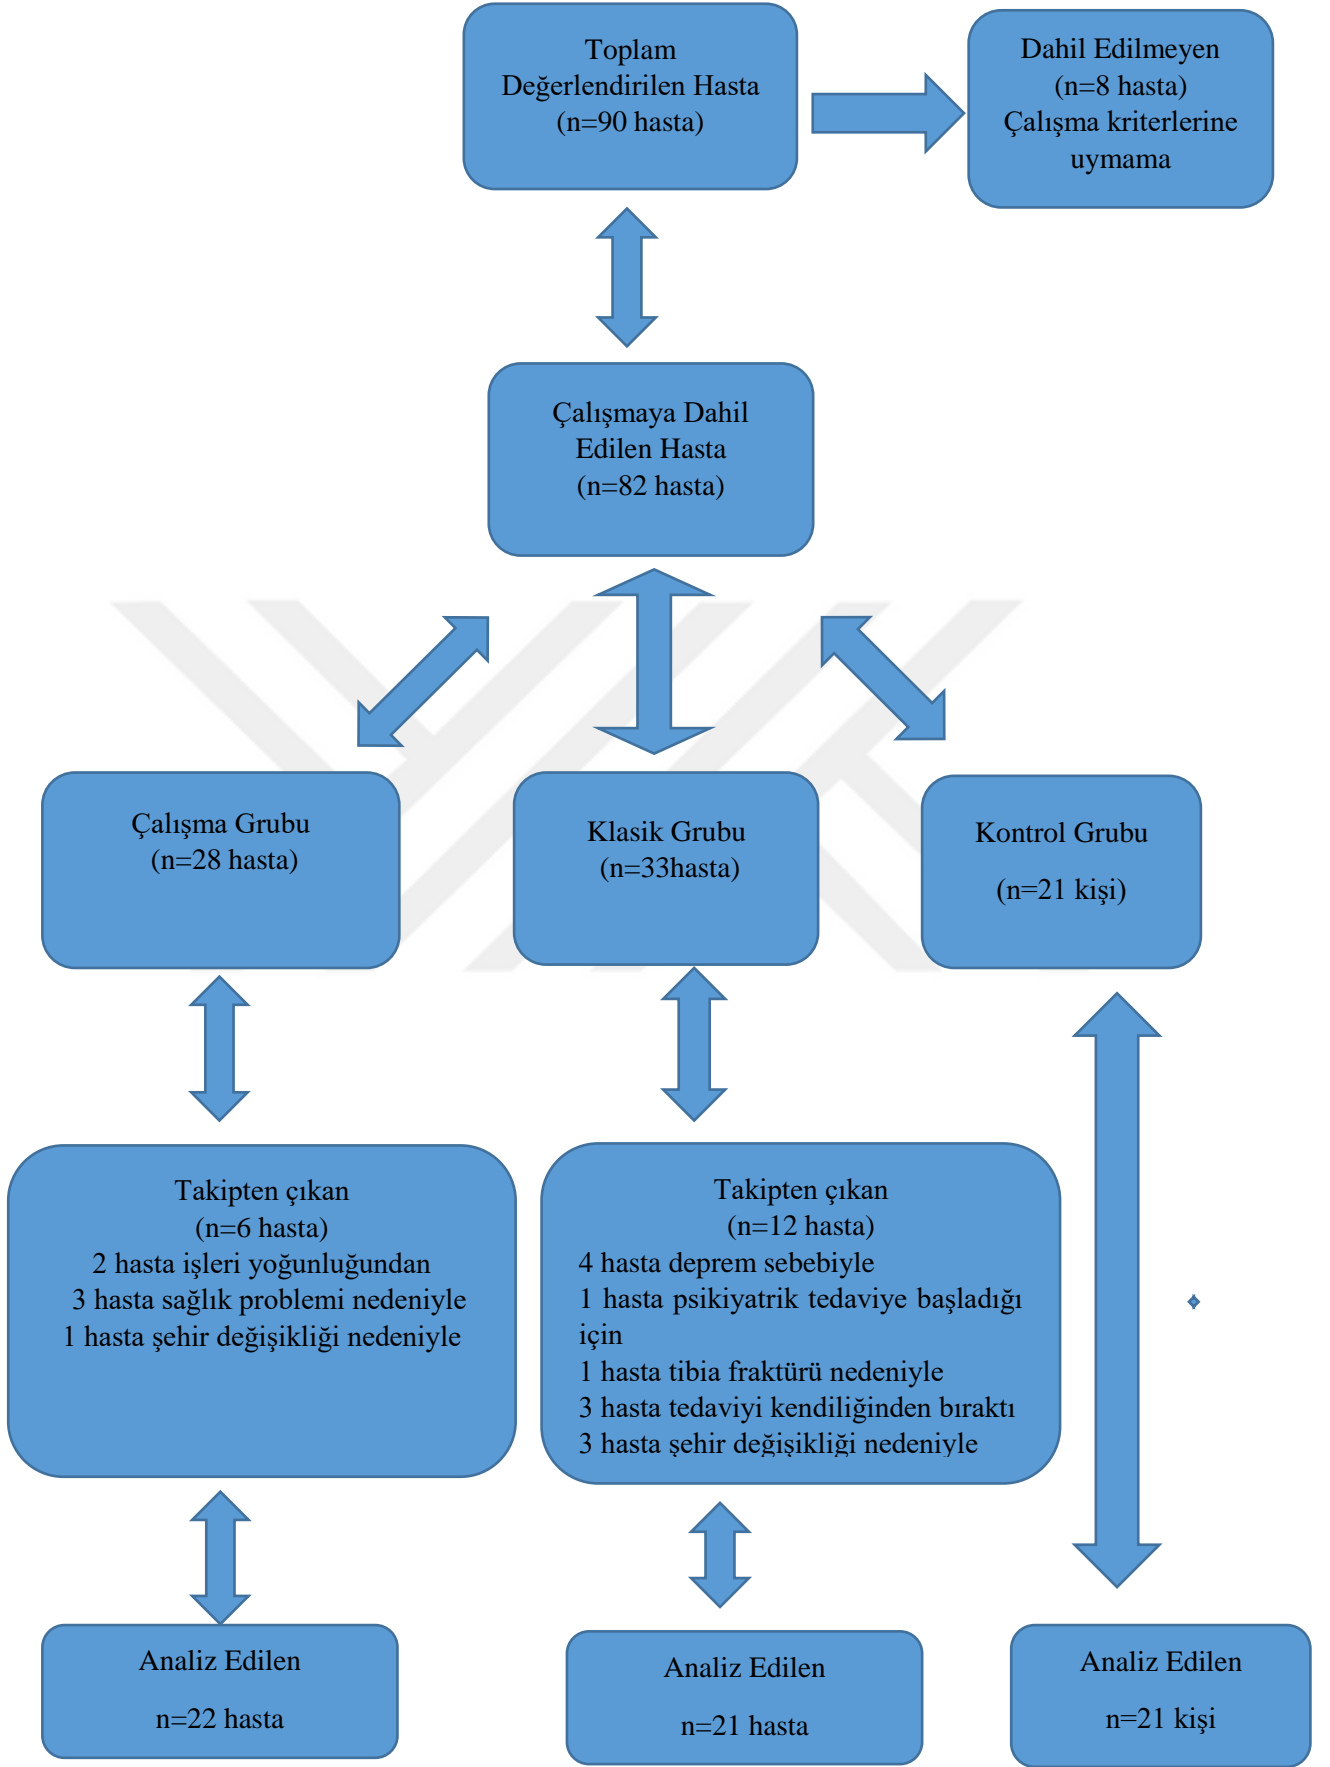 Toplam
Değerlendirilen Hasta
(n=90 hasta)
Dahil Edilmeyen
(n=8 hasta)
Çalışma kriterlerine
uymama
Çalışmaya Dahil
Edilen Hasta
(n=82 hasta)
Çalışma Grubu
(n=28 hasta)
Klasik Grubu
(n=33hasta)
Kontrol Grubu
(n=21 kişi)
Takipten çıkan
(n=6 hasta)
2 hasta işleri yoğunluğundan
3 hasta sağlık problemi nedeniyle
1 hasta şehir değişikliği nedeniyle
Takipten çıkan
(n=12 hasta)
4 hasta deprem sebebiyle
1 hasta psikiyatrik tedaviye başladığı
için
1 hasta tibia fraktürü nedeniyle
3 hasta tedaviyi kendiliğinden bıraktı
3 hasta şehir değişikliği nedeniyle
Analiz Edilen
n=22 hasta
Analiz Edilen
n=21 hasta
Analiz Edilen
n=21 kişi